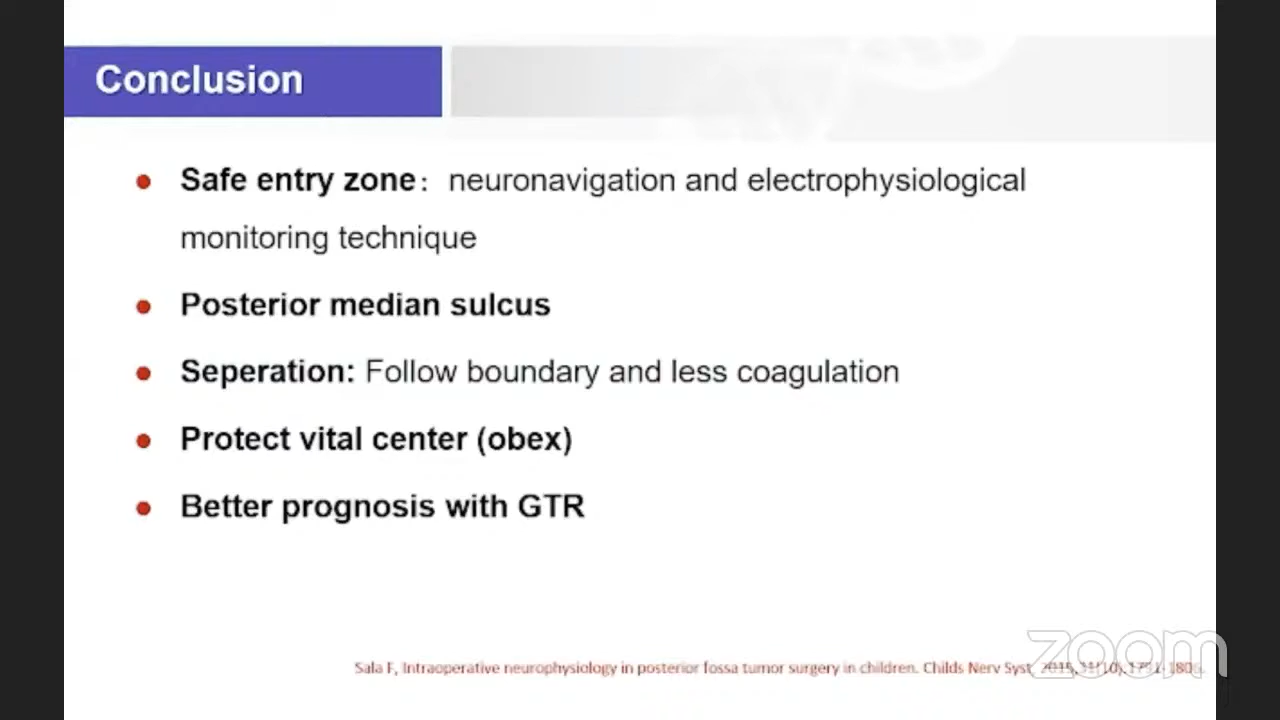 Conclusion
Safe entry zone： neuronavigation and electrophysiological
monitoring technique
Posterior median sulcus
Seperation: Follow boundary and less coagulation
Protect vital center (obex)
Better prognosis with GTR
Sala F, Intraoperative neurophysiology in posterior fossa tumor surgery in children. Childs Nerv Syst,
zoom